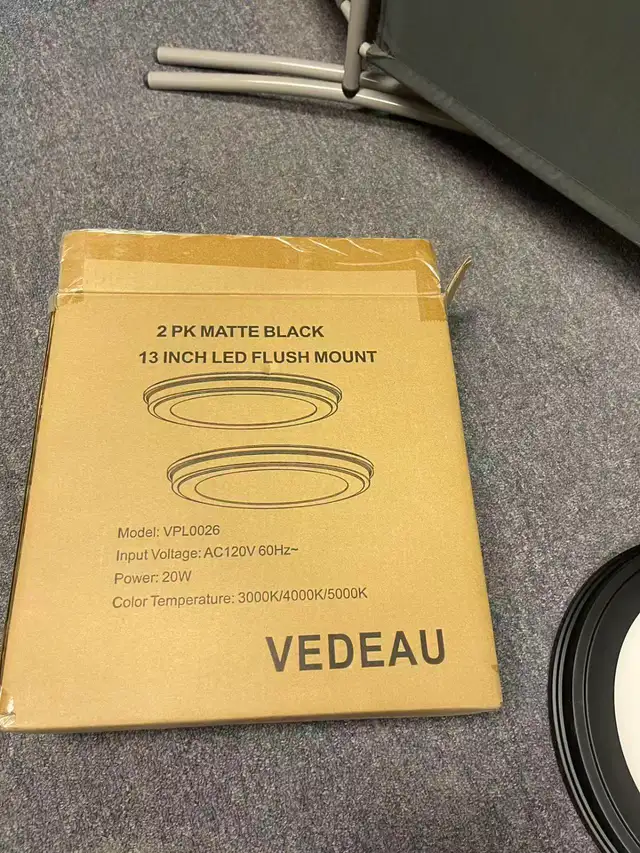 2 PK MATTE BLACK
13 INCH LED FLUSH MOUNT
Model: VPL0026
Input Voltage: AC120V 60Hz~
Power: 20W
Color Temperature: 3000K/4000K/5000K
VEDEAU